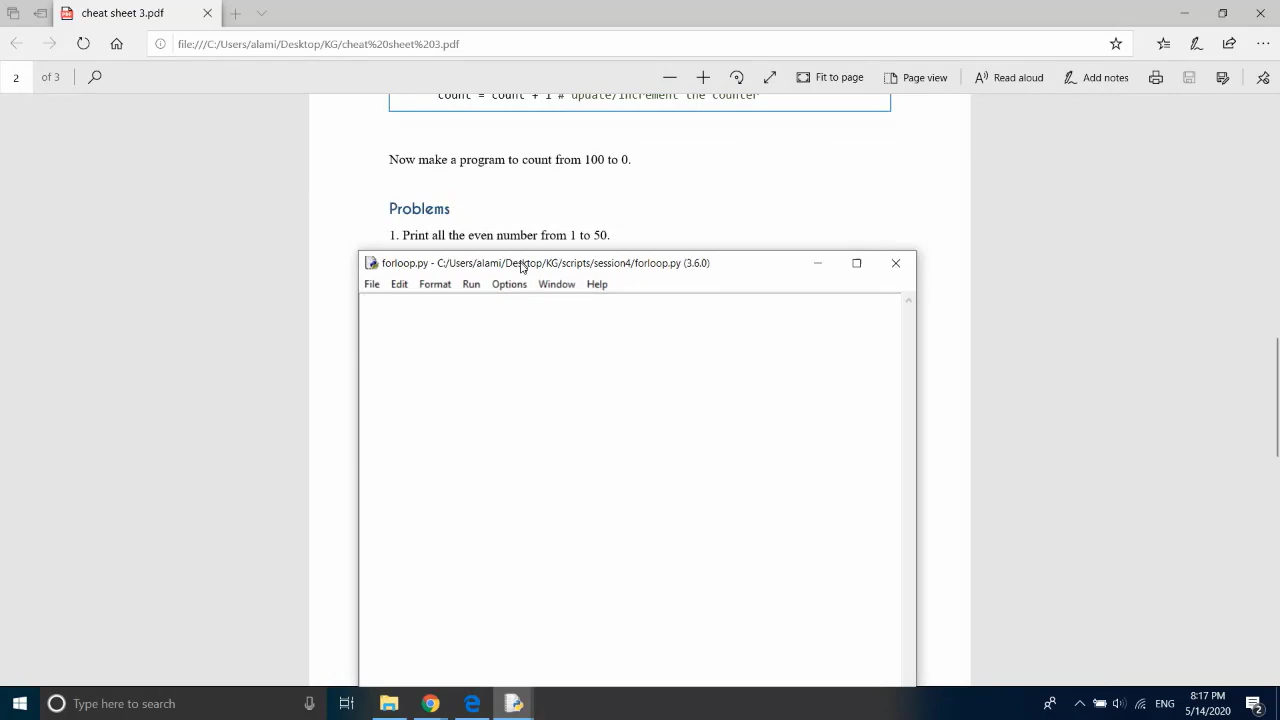 cheat sheet 3.pdf
file:///C:/Users/alami/Desktop/KG/cheat%20sheet%203.pdf
2 of 3 Fit to page Page view Read aloud Add notes
count = count + 1 # update/increment the counter
Now make a program to count from 100 to 0.
Problems
1. Print all the even number from 1 to 50.
forloop.py - C:/Users/alami/Desktop/KG/scripts/session4/forloop.py (3.6.0)
File Edit Format Run Options Window Help
Type here to search
ENG
8:17 PM
5/14/2020
2